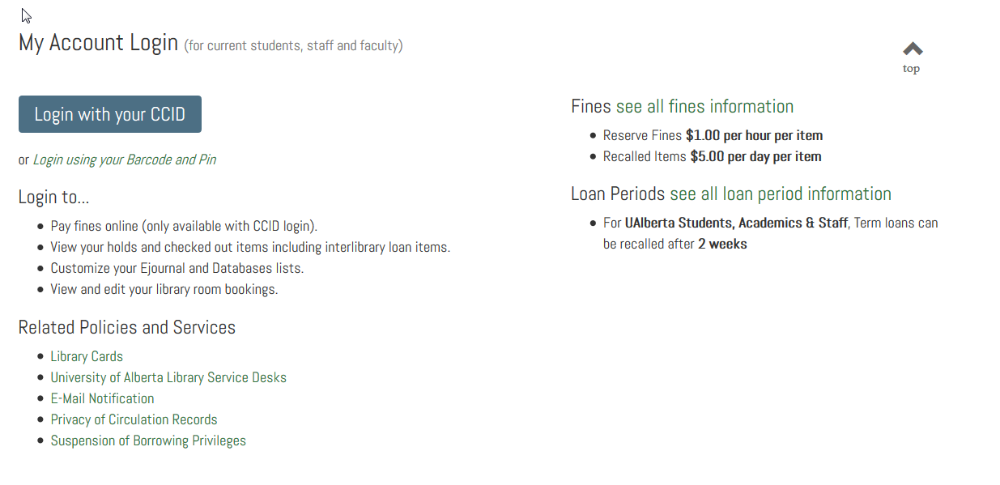 My Account Login (for current students, staff and faculty)
top
Login with your CCID
or Login using your Barcode and Pin
Login to...
Pay fines online (only available with CCID login).
View your holds and checked out items including interlibrary loan items.
Customize your Ejournal and Databases lists.
View and edit your library room bookings.
Related Policies and Services
Library Cards
University of Alberta Library Service Desks
E-Mail Notification
Privacy of Circulation Records
Suspension of Borrowing Privileges
Fines see all fines information
Reserve Fines $1.00 per hour per item
Recalled Items $5.00 per day per item
Loan Periods see all loan period information
For UAlberta Students, Academics & Staff, Term loans can
be recalled after 2 weeks